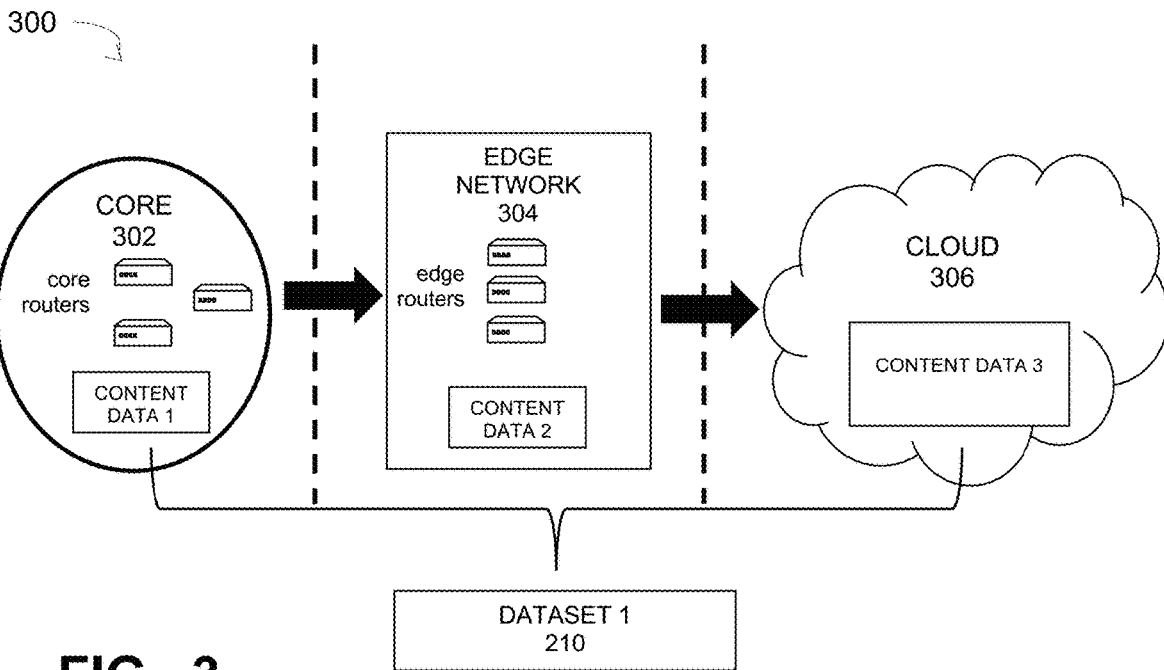 300
CORE
302
core
routers
CONTENT
DATA 1
EDGE
NETWORK
304
edge
routers
CONTENT
DATA 2
CLOUD
306
CONTENT DATA 3
DATASET 1
210
FIG. 3